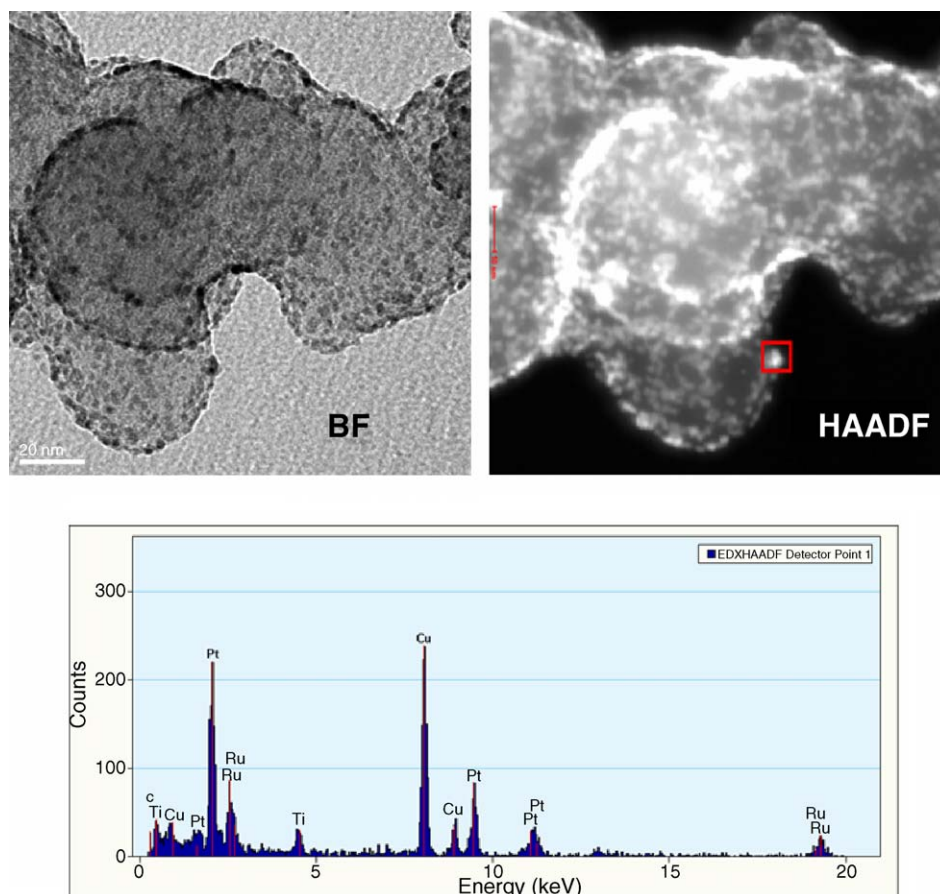 BF
20 nm
HAADF
EDXHAADF Detector Point 1
300
200
100
0
Counts
c
Ti
Cu
Pt
Pt
Ru
Ru
Ti
Cu
Cu
Pt
Pt
Pt
Ru
Ru
0 5 10 15 20
Energy (keV)